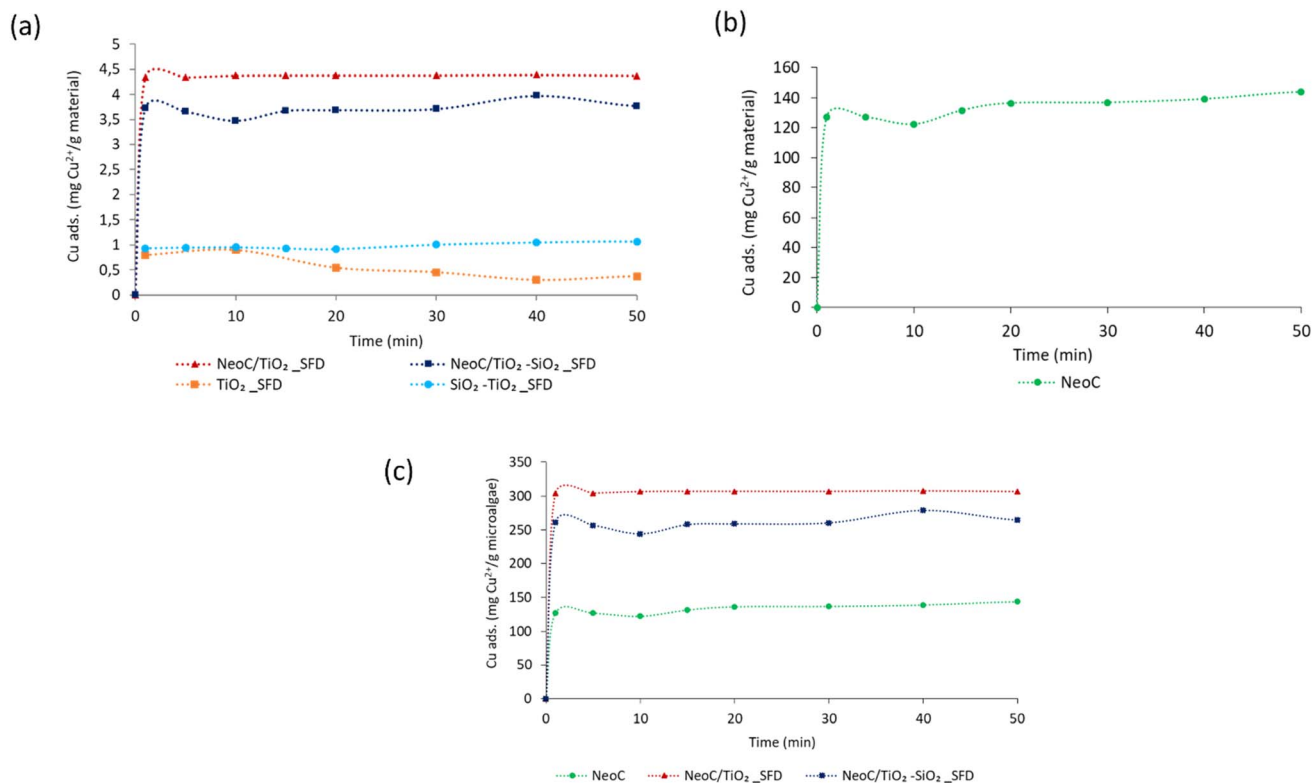 (a)
Cu ads. (mg Cu²⁺/g material)
5
4,5
4
3,5
3
2,5
2
1,5
1
0,5
0
0 10 20 30 40 50
Time (min)
NeoC/TiO₂ _SFD NeoC/TiO₂ -SiO₂ _SFD
TiO₂ _SFD SiO₂ -TiO₂ _SFD
(b)
Cu ads. (mg Cu²⁺/g material)
160
140
120
100
80
60
40
20
0
0 10 20 30 40 50
Time (min)
NeoC
(c)
Cu ads. (mg Cu²⁺/g microalgae)
350
300
250
200
150
100
50
0
0 10 20 30 40 50
Time (min)
NeoC NeoC/TiO₂ _SFD NeoC/TiO₂ -SiO₂ _SFD